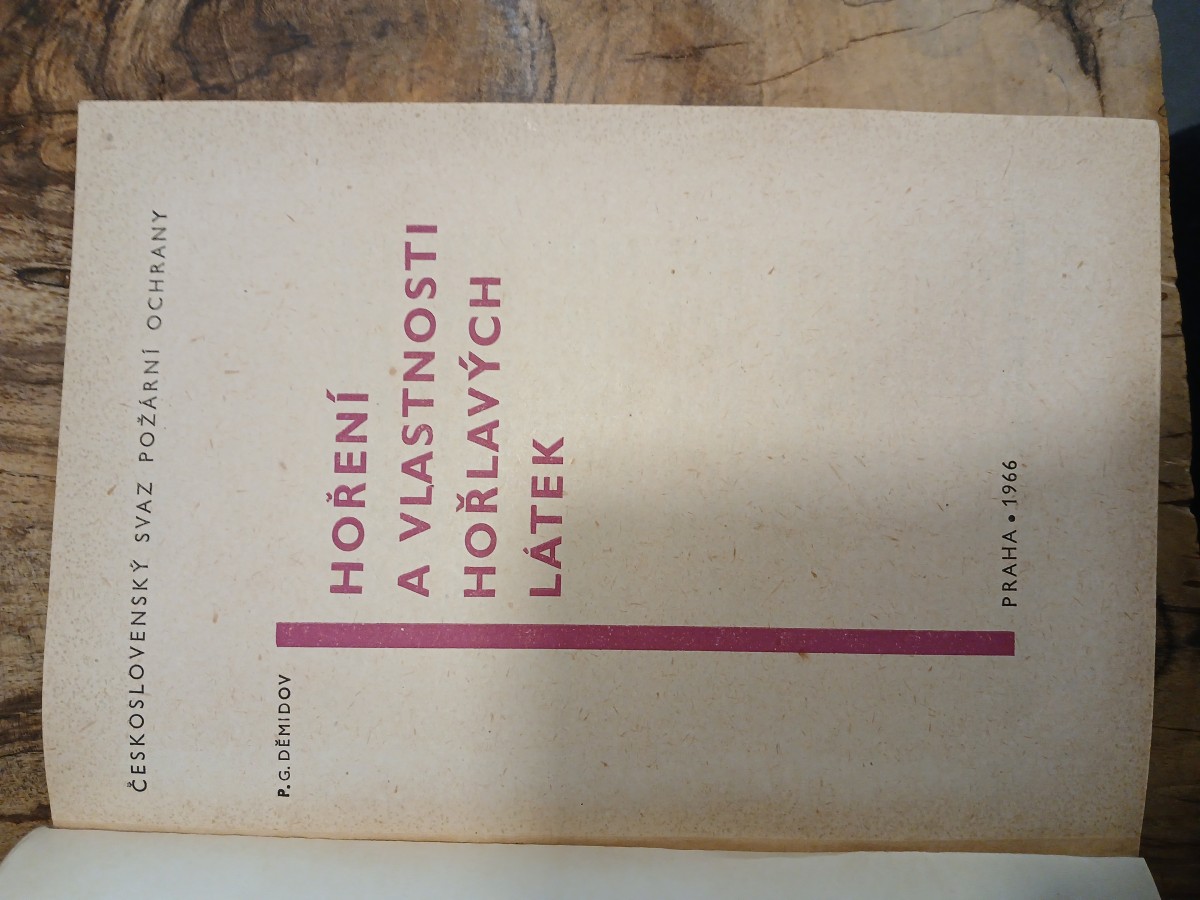 ČESKOSLOVENSKÝ SVAZ POŽÁRNÍ OCHRANY
P. G. DĚMIDOV
HOŘENÍ
A VLASTNOSTI
HOŘLAVÝCH
LÁTEK
PRAHA • 1966